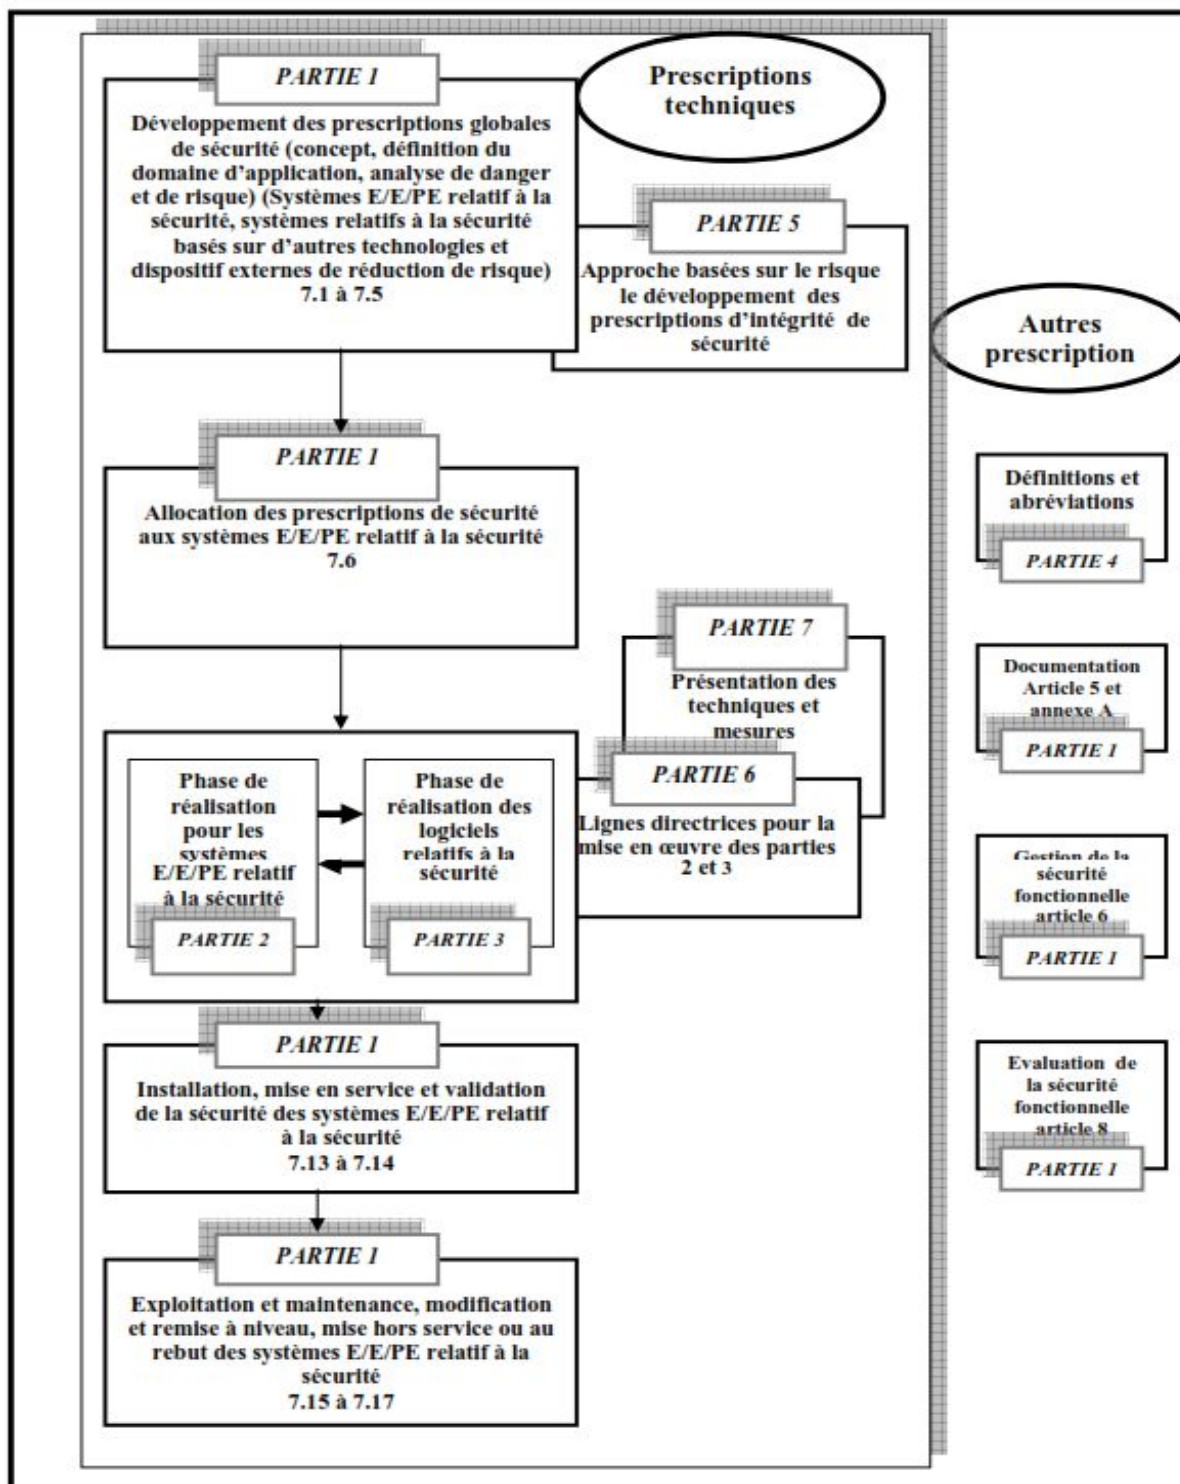 PARTIE 1
Développement des prescriptions globales
de sécurité (concept, définition du
domaine d'application, analyse de danger
et de risque) (Systèmes E/E/PE relatif à la
sécurité, systèmes relatifs à la sécurité
basés sur d'autres technologies et
dispositif externes de réduction de risque)
7.1 à 7.5
Prescriptions
techniques
PARTIE 5
Approche basées sur le risque
le développement des
prescriptions d'intégrité de
sécurité
PARTIE 1
Allocation des prescriptions de sécurité
aux systèmes E/E/PE relatif à la sécurité
7.6
PARTIE 7
Présentation des
techniques et
mesures
PARTIE 6
Lignes directrices pour la
mise en œuvre des parties
2 et 3
Phase de
réalisation
pour les
systèmes
E/E/PE relatif
à la sécurité
PARTIE 2
Phase de
réalisation des
logiciels
relatifs à la
sécurité
PARTIE 3
PARTIE 1
Installation, mise en service et validation
de la sécurité des systèmes E/E/PE relatif
à la sécurité
7.13 à 7.14
PARTIE 1
Exploitation et maintenance, modification
et remise à niveau, mise hors service ou au
rebut des systèmes E/E/PE relatif à la
sécurité
7.15 à 7.17
Autres
prescription
Définitions et
abréviations
PARTIE 4
Documentation
Article 5 et
annexe A
PARTIE 1
Gestion de la
sécurité
fonctionnelle
article 6
PARTIE 1
Evaluation de
la sécurité
fonctionnelle
article 8
PARTIE 1